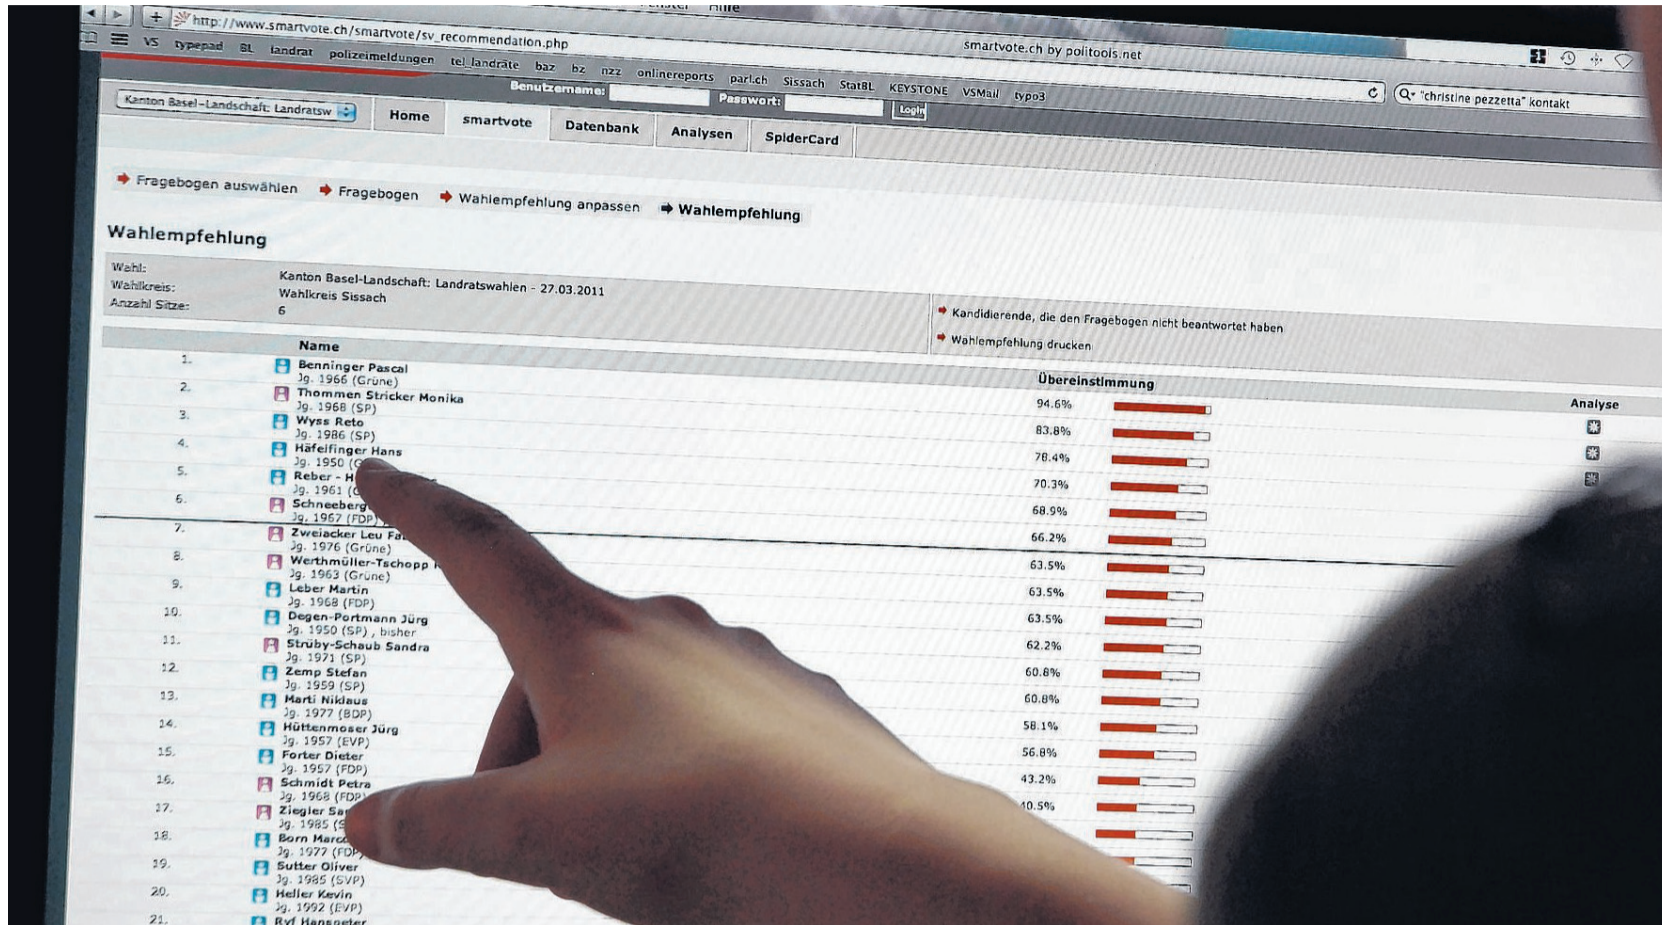 Hilfe
http://www.smartvote.ch/smartvote/sv_recommendation.php
smartvote.ch by politools.net
VS typepad BL landrat polizeimeldungen tel_landräte baz bz nzz onlinereports parl.ch Sissach StatBL KEYSTONE VSMail typo3
"christine pezzetta" kontakt
Benutzername: Passwort: Login
Kanton Basel-Landschaft: Landratsw
Home smartvote Datenbank Analysen SpiderCard
Fragebogen auswählen Fragebogen Wahlempfehlung anpassen Wahlempfehlung
Wahlempfehlung
Wahl: Kanton Basel-Landschaft: Landratswahlen - 27.03.2011
Wahlkreis: Wahlkreis Sissach
Anzahl Sitze: 6
Kandidierende, die den Fragebogen nicht beantwortet haben
Wahlempfehlung drucken
Name Übereinstimmung Analyse
1. Benninger Pascal 94.6%
Jg. 1966 (Grüne)
2. Thommen Stricker Monika 83.8%
Jg. 1968 (SP)
3. Wyss Reto 78.4%
Jg. 1986 (SP)
4. Häfelfinger Hans 70.3%
Jg. 1950 (G
5. Reber - H 68.9%
Jg. 1961 (G
6. Schneeberg 66.2%
Jg. 1967 (FDP)
7. Zweiacker Leu Fa 63.5%
Jg. 1976 (Grüne)
8. Werthmüller-Tschopp 63.5%
Jg. 1963 (Grüne)
9. Leber Martin 63.5%
Jg. 1968 (FDP)
10. Degen-Portmann Jürg 62.2%
Jg. 1950 (SP) , bisher
11. Strüby-Schaub Sandra 60.8%
Jg. 1971 (SP)
12. Zemp Stefan 60.8%
Jg. 1959 (SP)
13. Marti Niklaus 58.1%
Jg. 1977 (BDP)
14. Hüttenmoser Jürg 56.8%
Jg. 1957 (EVP)
15. Forter Dieter 43.2%
Jg. 1957 (FDP)
16. Schmidt Petra 40.5%
Jg. 1968 (FDP)
17. Ziegler Sa
Jg. 1985 (S
18. Born Marco
Jg. 1977 (FDP)
19. Sutter Oliver
Jg. 1985 (SVP)
20. Heller Kevin
Jg. 1992 (EVP)
21. Ryf Hanspeter